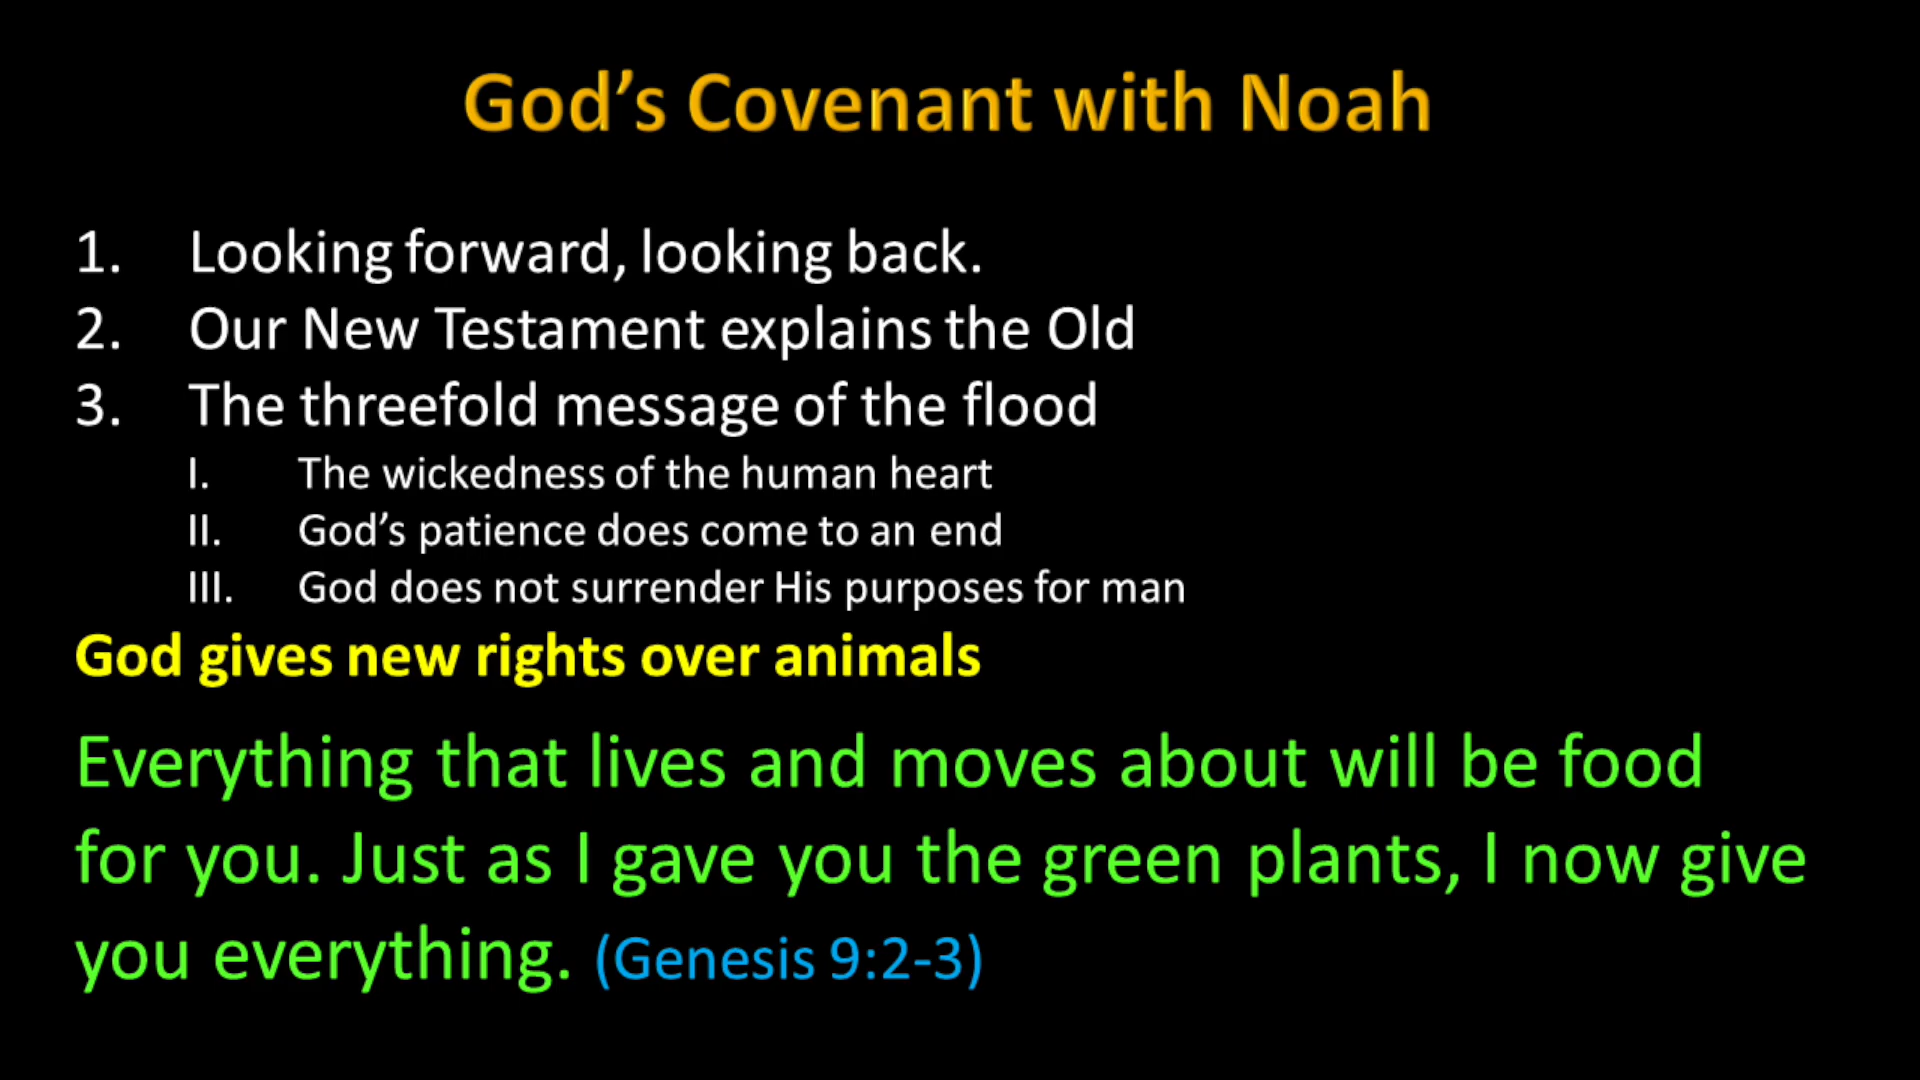 God’s Covenant with Noah
1. Looking forward, looking back.
2. Our New Testament explains the Old
3. The threefold message of the flood
I. The wickedness of the human heart
II. God’s patience does come to an end
III. God does not surrender His purposes for man
God gives new rights over animals
Everything that lives and moves about will be food
for you. Just as I gave you the green plants, I now give
you everything. (Genesis 9:2-3)